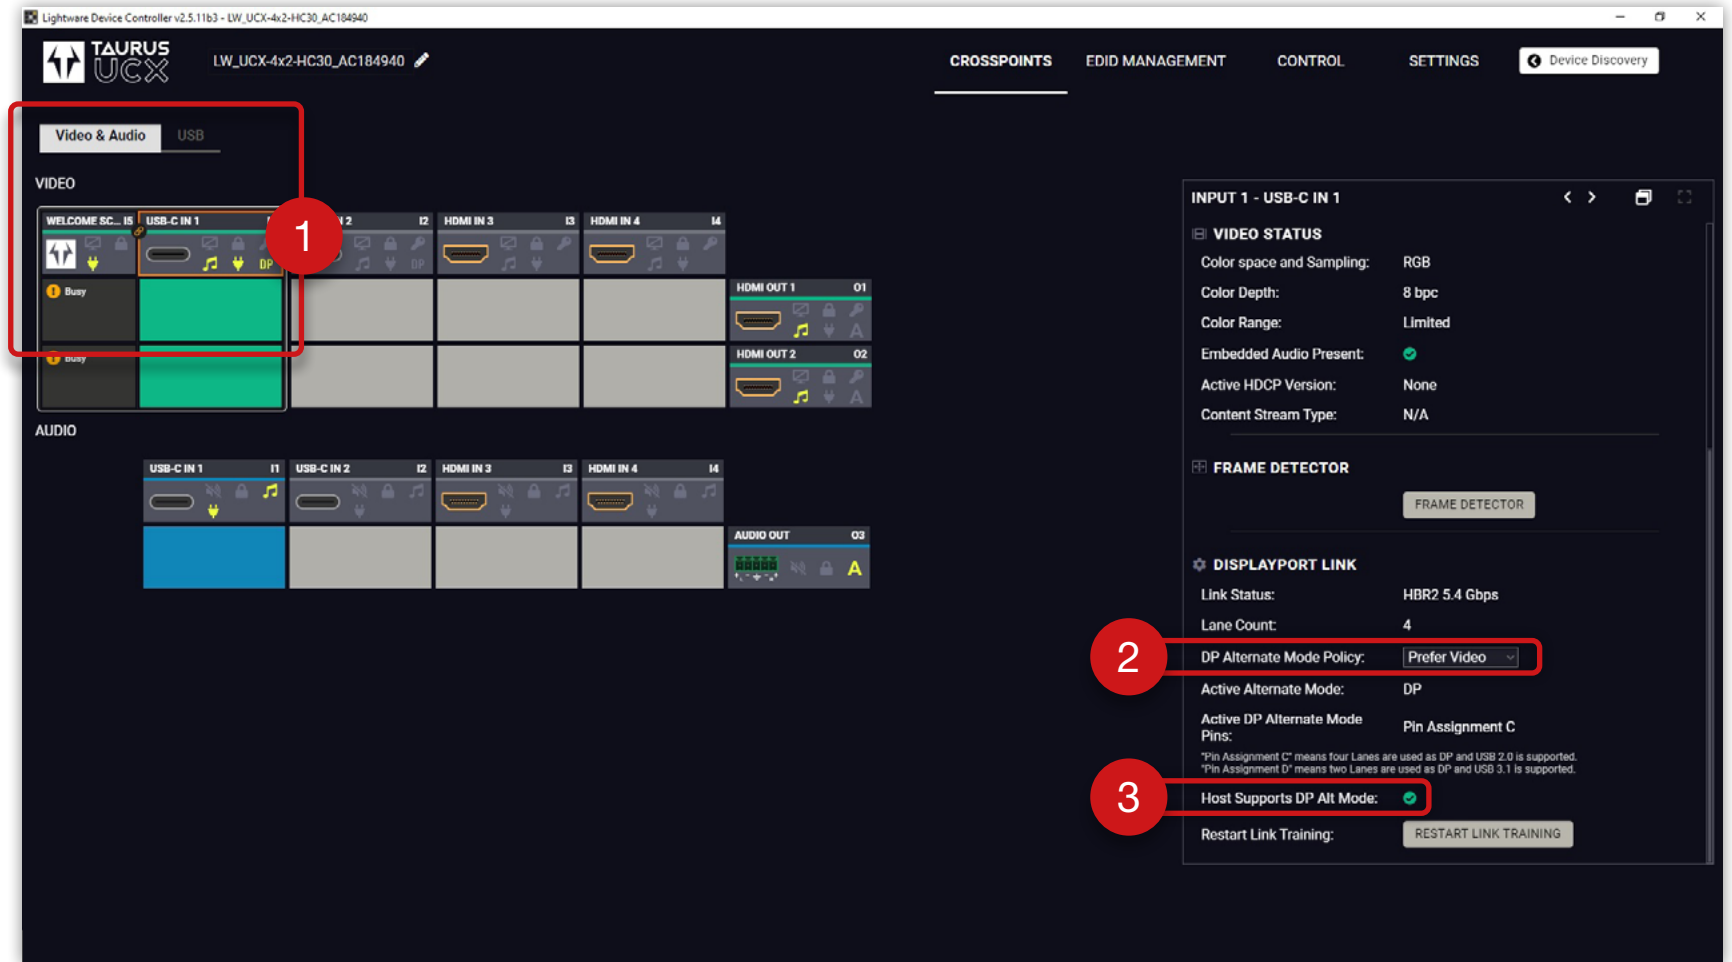 Lightware Device Controller v2.5.11b3 - LW_UCX-4x2-HC30_AC184940
TAURUS
UCX
LW_UCX-4x2-HC30_AC184940
CROSSPOINTS EDID MANAGEMENT CONTROL SETTINGS Device Discovery
Video & Audio USB
VIDEO
WELCOME SC... I5 USB-C IN 1 2 I2 HDMI IN 3 I3 HDMI IN 4 I4
DP DP
1
Busy
HDMI OUT 1 O1
A
Busy
HDMI OUT 2 O2
A
AUDIO
USB-C IN 1 I1 USB-C IN 2 I2 HDMI IN 3 I3 HDMI IN 4 I4
AUDIO OUT O3
A
INPUT 1 - USB-C IN 1
VIDEO STATUS
Color space and Sampling: RGB
Color Depth: 8 bpc
Color Range: Limited
Embedded Audio Present:
Active HDCP Version: None
Content Stream Type: N/A
FRAME DETECTOR
FRAME DETECTOR
DISPLAYPORT LINK
Link Status: HBR2 5.4 Gbps
Lane Count: 4
2
DP Alternate Mode Policy: Prefer Video
Active Alternate Mode: DP
Active DP Alternate Mode
Pins: Pin Assignment C
"Pin Assignment C" means four Lanes are used as DP and USB 2.0 is supported.
"Pin Assignment D" means two Lanes are used as DP and USB 3.1 is supported.
3
Host Supports DP Alt Mode:
Restart Link Training: RESTART LINK TRAINING